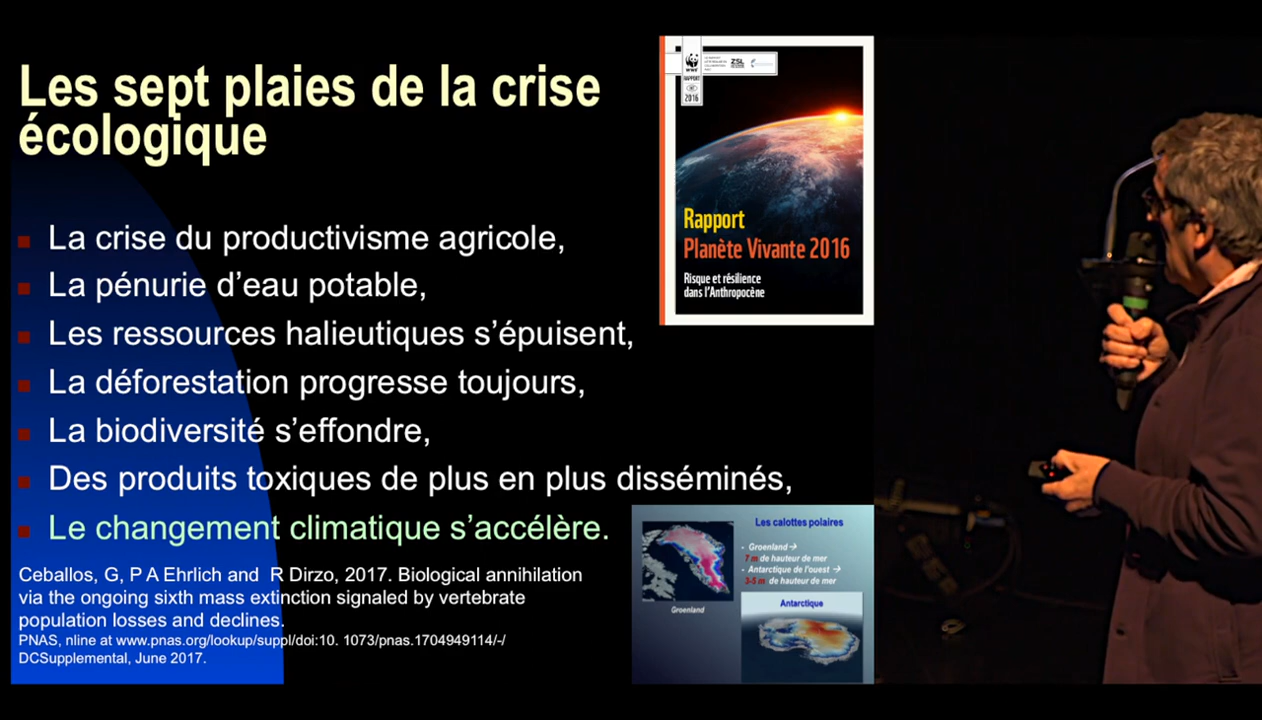 Les sept plaies de la crise
écologique
La crise du productivisme agricole,
La pénurie d'eau potable,
Les ressources halieutiques s'épuisent,
La déforestation progresse toujours,
La biodiversité s'effondre,
Des produits toxiques de plus en plus disséminés,
Le changement climatique s'accélère.
Ceballos, G, P A Ehrlich and R Dirzo, 2017. Biological annihilation
via the ongoing sixth mass extinction signaled by vertebrate
population losses and declines.
PNAS, nline at www.pnas.org/lookup/suppl/doi:10. 1073/pnas.1704949114/-/
DCSupplemental, June 2017.
WWF
ZSL
RAPPORT
INT
2016
Rapport
Planète Vivante 2016
Risque et résilience
dans l'Anthropocène
Les calottes polaires
- Groenland →
7 m de hauteur de mer
- Antarctique de l'ouest →
3-5 m de hauteur de mer
Groenland
Antarctique